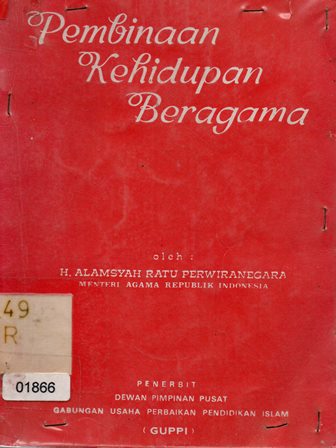 Pembinaan
Kehidupan
Beragama
oleh :
H. ALAMSYAH RATU PERWIRANEGARA
MENTERI AGAMA REPUBLIK INDONESIA
49
R
01866
PENERBIT
DEWAN PIMPINAN PUSAT
GABUNGAN USAHA PERBAIKAN PENDIDIKAN ISLAM
( GUPPI )